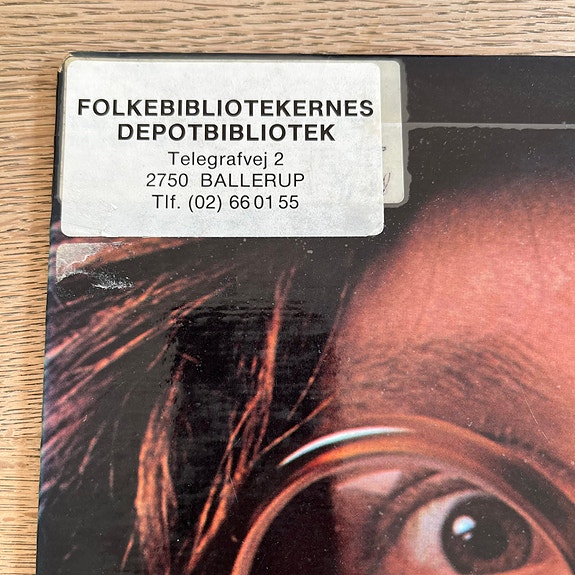 FOLKEBIBLIOTEKERNES
DEPOTBIBLIOTEK
Telegrafvej 2
2750 BALLERUP
Tlf. (02) 66 01 55